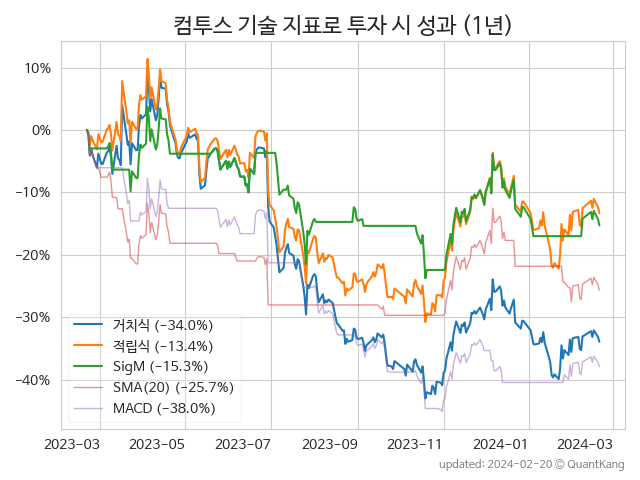 컴투스 기술 지표로 투자 시 성과 (1년)
10%
0%
−10%
−20%
−30%
−40%
거치식 (−34.0%)
적립식 (−13.4%)
SigM (−15.3%)
SMA(20) (−25.7%)
MACD (−38.0%)
2023-03 2023-05 2023-07 2023-09 2023-11 2024-01 2024-03
updated: 2024-02-20 © QuantKang